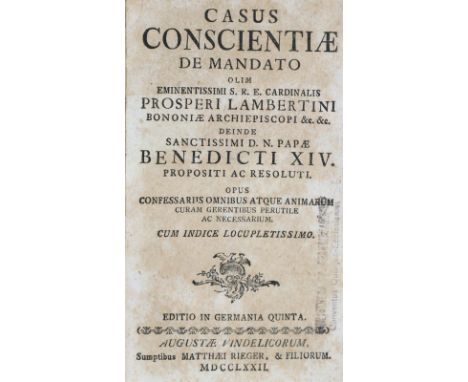 CASUS
CONSCIENTIÆ
DE MANDATO
OLIM
EMINENTISSIMI S. R. E. CARDINALIS
PROSPERI LAMBERTINI
BONONIÆ ARCHIEPISCOPI &c. &c.
DEINDE
SANCTISSIMI D. N. PAPÆ
BENEDICTI XIV.
PROPOSITI AC RESOLUTI.
OPUS
CONFESSARIIS OMNIBUS ATQUE ANIMARUM
CURAM GERENTIBUS PERUTILE
AC NECESSARIUM.
CUM INDICE LOCUPLETISSIMO.
EDITIO IN GERMANIA QUINTA.
AUGUSTÆ VINDELICORUM,
Sumptibus MATTHÆI RIEGER, & FILIORUM.
MDCCLXXII.